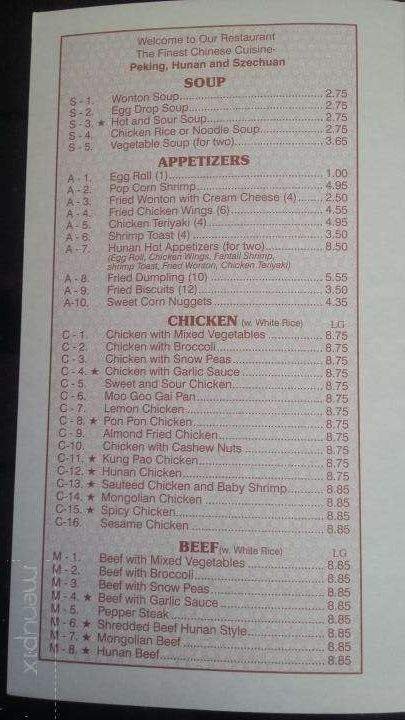 Welcome to Our Restaurant
The Finest Chinese Cuisine-
Peking, Hunan and Szechuan
SOUP
S - 1. Wonton Soup 2.75
S - 2. Egg Drop Soup 2.75
S - 3. ★ Hot and Sour Soup 2.75
S - 4. Chicken Rice or Noodle Soup 2.75
S - 5. Vegetable Soup (for two) 3.65
APPETIZERS
A - 1. Egg Roll (1) 1.00
A - 2. Pop Corn Shrimp 4.95
A - 3. Fried Wonton with Cream Cheese (4) 2.50
A - 4. Fried Chicken Wings (6) 4.55
A - 5. Chicken Teriyaki (4) 4.95
A - 6. Shrimp Toast (4) 3.50
A - 7. Hunan Hot Appetizers (for two) 8.50
(Egg Roll, Chicken Wings, Fantail Shrimp,
shrimp Toast, Fried Wonton, Chicken Teriyaki)
A - 8. Fried Dumpling (10) 5.55
A - 9. Fried Biscuits (12) 3.50
A-10. Sweet Corn Nuggets 4.35
CHICKEN (w. White Rice) LG
C - 1. Chicken with Mixed Vegetables 8.75
C - 2. Chicken with Broccoli 8.75
C - 3. Chicken with Snow Peas 8.75
C - 4. ★ Chicken with Garlic Sauce 8.75
C - 5. Sweet and Sour Chicken 8.75
C - 6. Moo Goo Gai Pan 8.75
C - 7. Lemon Chicken 8.75
C - 8. ★ Pon Pon Chicken 8.75
C - 9. Almond Fried Chicken 8.75
C-10. Chicken with Cashew Nuts 8.75
C-11. ★ Kung Pao Chicken 8.75
C-12. ★ Hunan Chicken 8.75
C-13. ★ Sauteed Chicken and Baby Shrimp 8.85
C-14. ★ Mongolian Chicken 8.85
C-15. ★ Spicy Chicken 8.85
C-16. Sesame Chicken 8.85
BEEF (w. White Rice) LG
M - 1. Beef with Mixed Vegetables 8.85
M - 2. Beef with Broccoli 8.85
M - 3. Beef with Snow Peas 8.85
M - 4. ★ Beef with Garlic Sauce 8.85
M - 5. Pepper Steak 8.85
M - 6. ★ Shredded Beef Hunan Style 8.85
M - 7. ★ Mongolian Beef 8.85
M - 8. ★ Hunan Beef 8.85
menupix